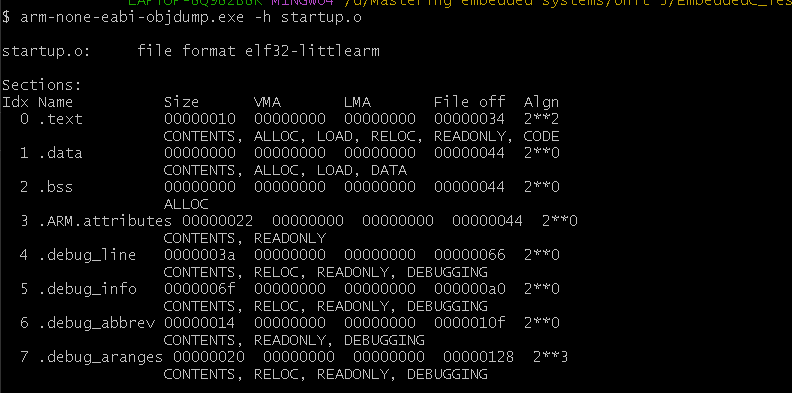 LAPTOP-8Q982B8K MINGW64 /d/Mastering embedded systems/Unit 3/EmbeddedC_les
$ arm-none-eabi-objdump.exe -h startup.o
startup.o:     file format elf32-littlearm
Sections:
Idx Name          Size      VMA       LMA       File off  Algn
  0 .text         00000010  00000000  00000000  00000034  2**2
                  CONTENTS, ALLOC, LOAD, RELOC, READONLY, CODE
  1 .data         00000000  00000000  00000000  00000044  2**0
                  CONTENTS, ALLOC, LOAD, DATA
  2 .bss          00000000  00000000  00000000  00000044  2**0
                  ALLOC
  3 .ARM.attributes 00000022  00000000  00000000  00000044  2**0
                  CONTENTS, READONLY
  4 .debug_line   0000003a  00000000  00000000  00000066  2**0
                  CONTENTS, RELOC, READONLY, DEBUGGING
  5 .debug_info   0000006f  00000000  00000000  000000a0  2**0
                  CONTENTS, RELOC, READONLY, DEBUGGING
  6 .debug_abbrev 00000014  00000000  00000000  0000010f  2**0
                  CONTENTS, READONLY, DEBUGGING
  7 .debug_aranges 00000020  00000000  00000000  00000128  2**3
                  CONTENTS, RELOC, READONLY, DEBUGGING